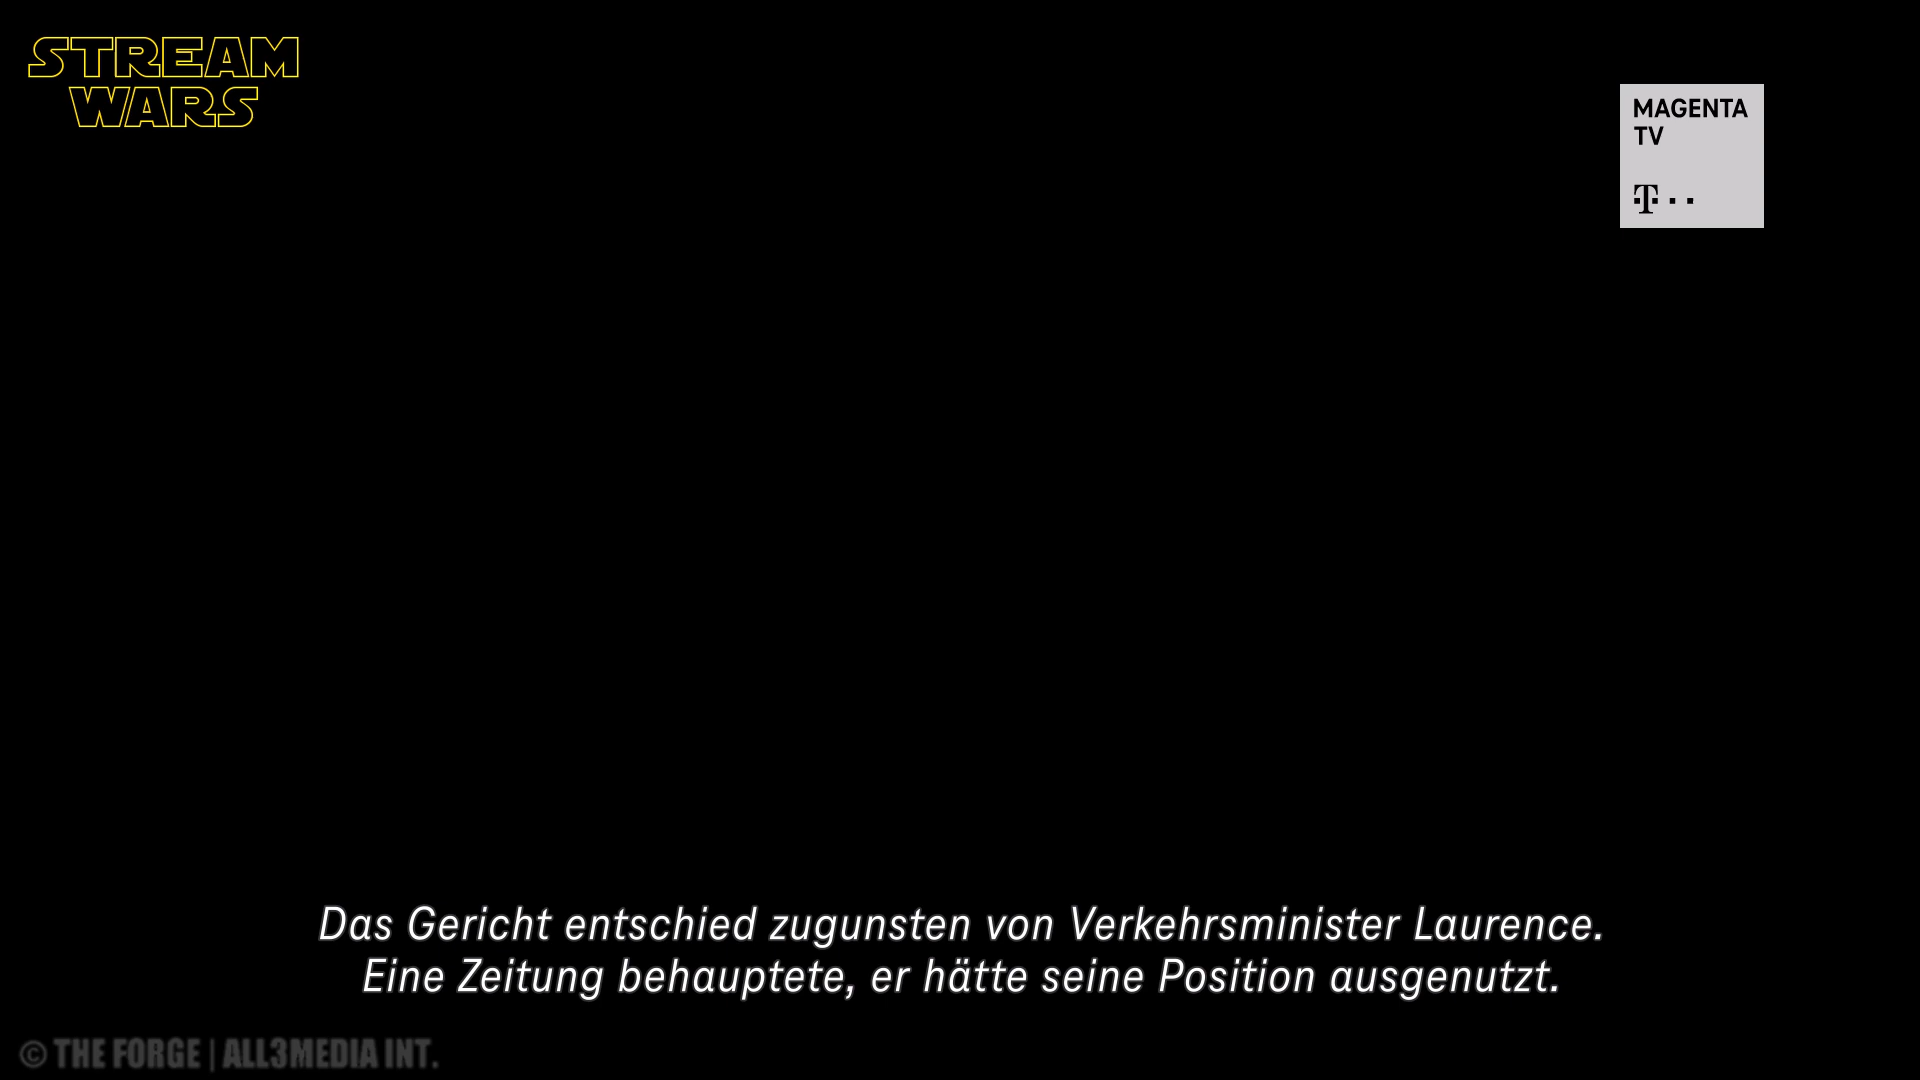 STREAM
WARS
MAGENTA
TV
T··
Das Gericht entschied zugunsten von Verkehrsminister Laurence.
Eine Zeitung behauptete, er hätte seine Position ausgenutzt.
© THE FORGE | ALL3MEDIA INT.